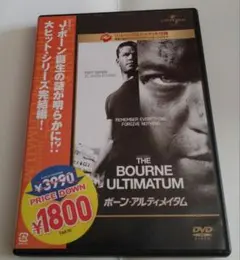 J・ボーン誕生の謎が明らかに!?
大ヒット・シリーズ完結編!
¥3990
PRICE DOWN
¥1800
REMEMBER EVERYTHING.
FORGIVE NOTHING.
THE
BOURNE
ULTIMATUM
ボーン・アルティメイタム
DVD